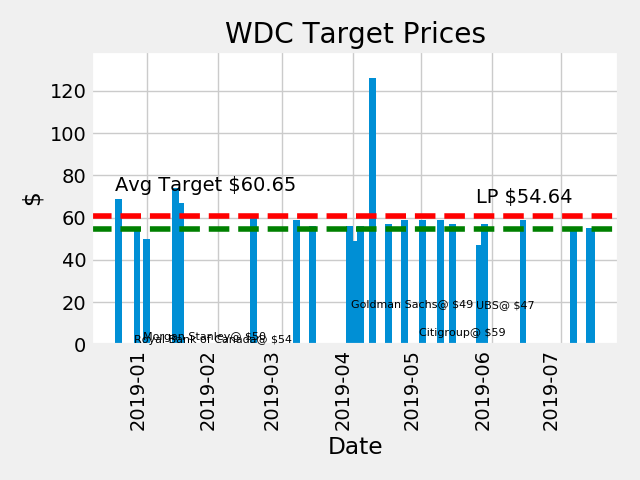 WDC Target Prices
120
100
80
60
40
20
0
$
Avg Target $60.65
LP $54.64
Goldman Sachs@ $49
UBS@ $47
Morgan Stanley@ $50
Royal Bank of Canada@ $54
Citigroup@ $59
2019-01
2019-02
2019-03
2019-04
2019-05
2019-06
2019-07
Date